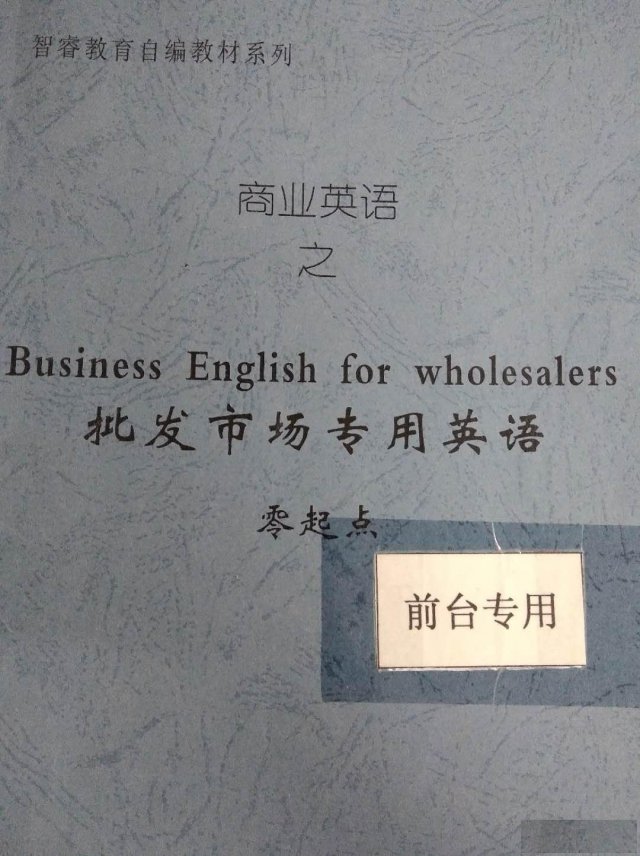 智睿教育自编教材系列
商业英语
之
Business English for wholesalers
批发市场专用英语
零起点
前台专用